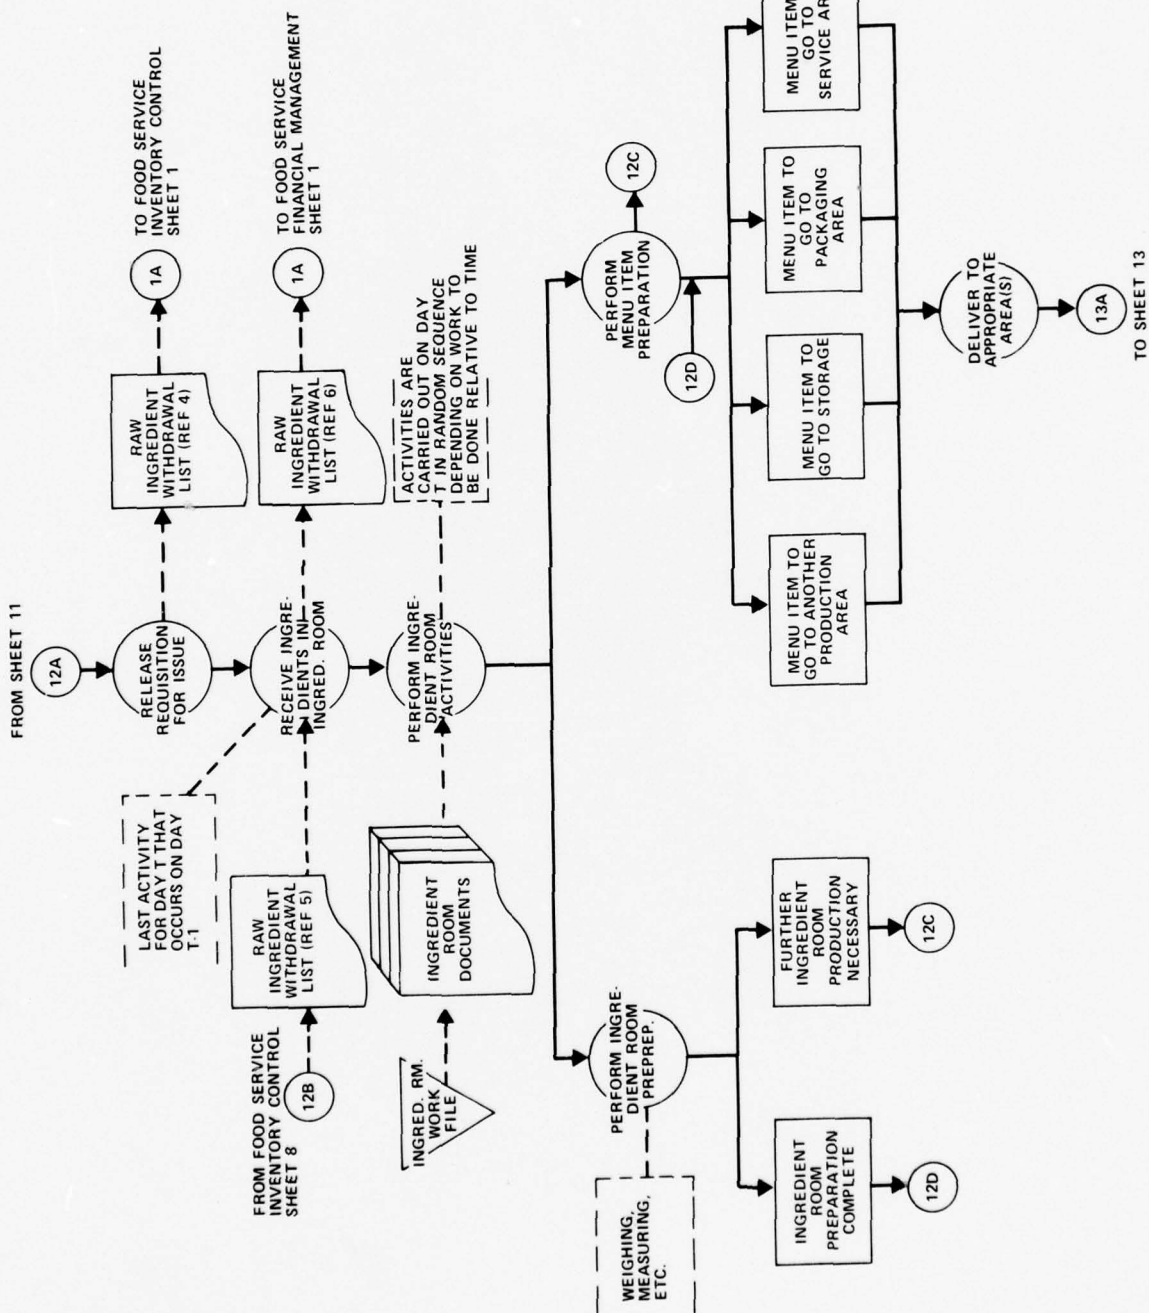 FROM SHEET 11
12A
RELEASE
REQUISITION
FOR ISSUE
RAW
INGREDIENT
WITHDRAWAL
LIST (REF 4)
1A
TO FOOD SERVICE
INVENTORY CONTROL
SHEET 1
LAST ACTIVITY
FOR DAY T THAT
OCCURS ON DAY
T-1
FROM FOOD SERVICE
INVENTORY CONTROL
SHEET 8
12B
RAW
INGREDIENT
WITHDRAWAL
LIST (REF 5)
RECEIVE INGRE-
DIENTS IN
INGRED. ROOM
RAW
INGREDIENT
WITHDRAWAL
LIST (REF 6)
1A
TO FOOD SERVICE
FINANCIAL MANAGEMENT
SHEET 1
INGRED. RM.
WORK
FILE
INGREDIENT
ROOM
DOCUMENTS
PERFORM INGRE-
DIENT ROOM
ACTIVITIES
ACTIVITIES ARE
CARRIED OUT ON DAY
T IN RANDOM SEQUENCE
DEPENDING ON WORK TO
BE DONE RELATIVE TO TIME
WEIGHING,
MEASURING,
ETC.
PERFORM INGRE-
DIENT ROOM
PREPREP.
PERFORM
MENU ITEM
PREPARATION
12C
12D
INGREDIENT
ROOM
PREPARATION
COMPLETE
12D
FURTHER
INGREDIENT
ROOM
PRODUCTION
NECESSARY
12C
MENU ITEM TO
GO TO ANOTHER
PRODUCTION
AREA
MENU ITEM TO
GO TO STORAGE
MENU ITEM TO
GO TO
PACKAGING
AREA
MENU ITEM
GO TO
SERVICE
DELIVER TO
APPROPRIATE
AREA(S)
13A
TO SHEET 13